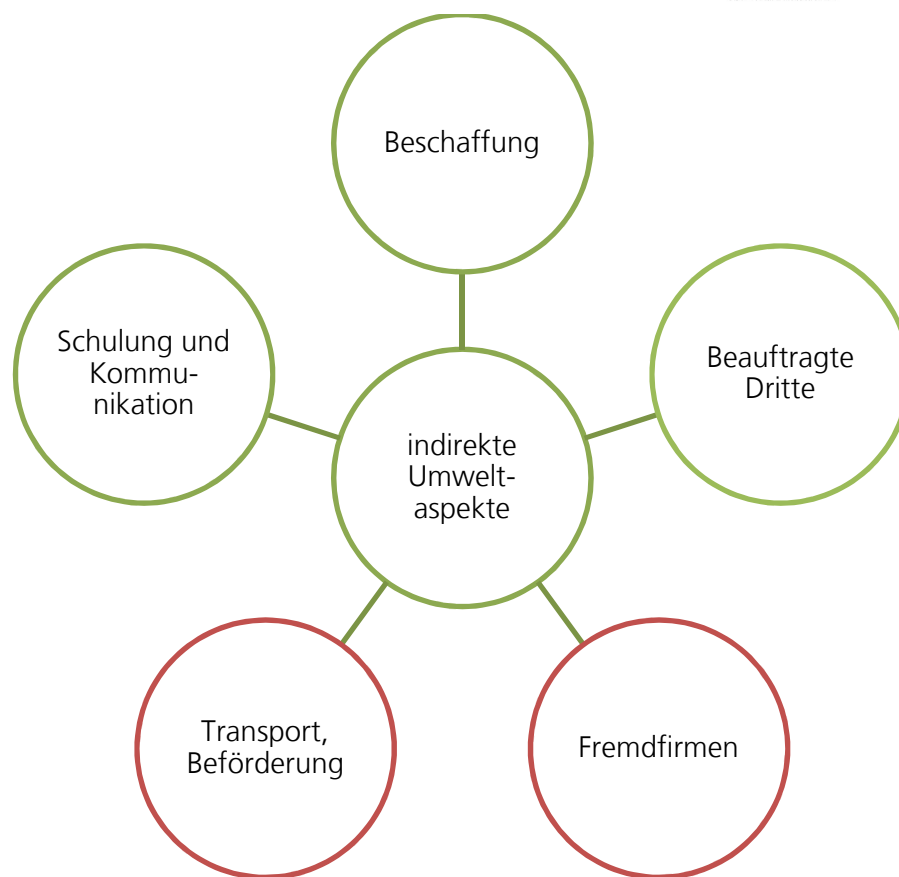 Beschaffung
Schulung und
Kommu-
nikation
Beauftragte
Dritte
indirekte
Umwelt-
aspekte
Transport,
Beförderung
Fremdfirmen